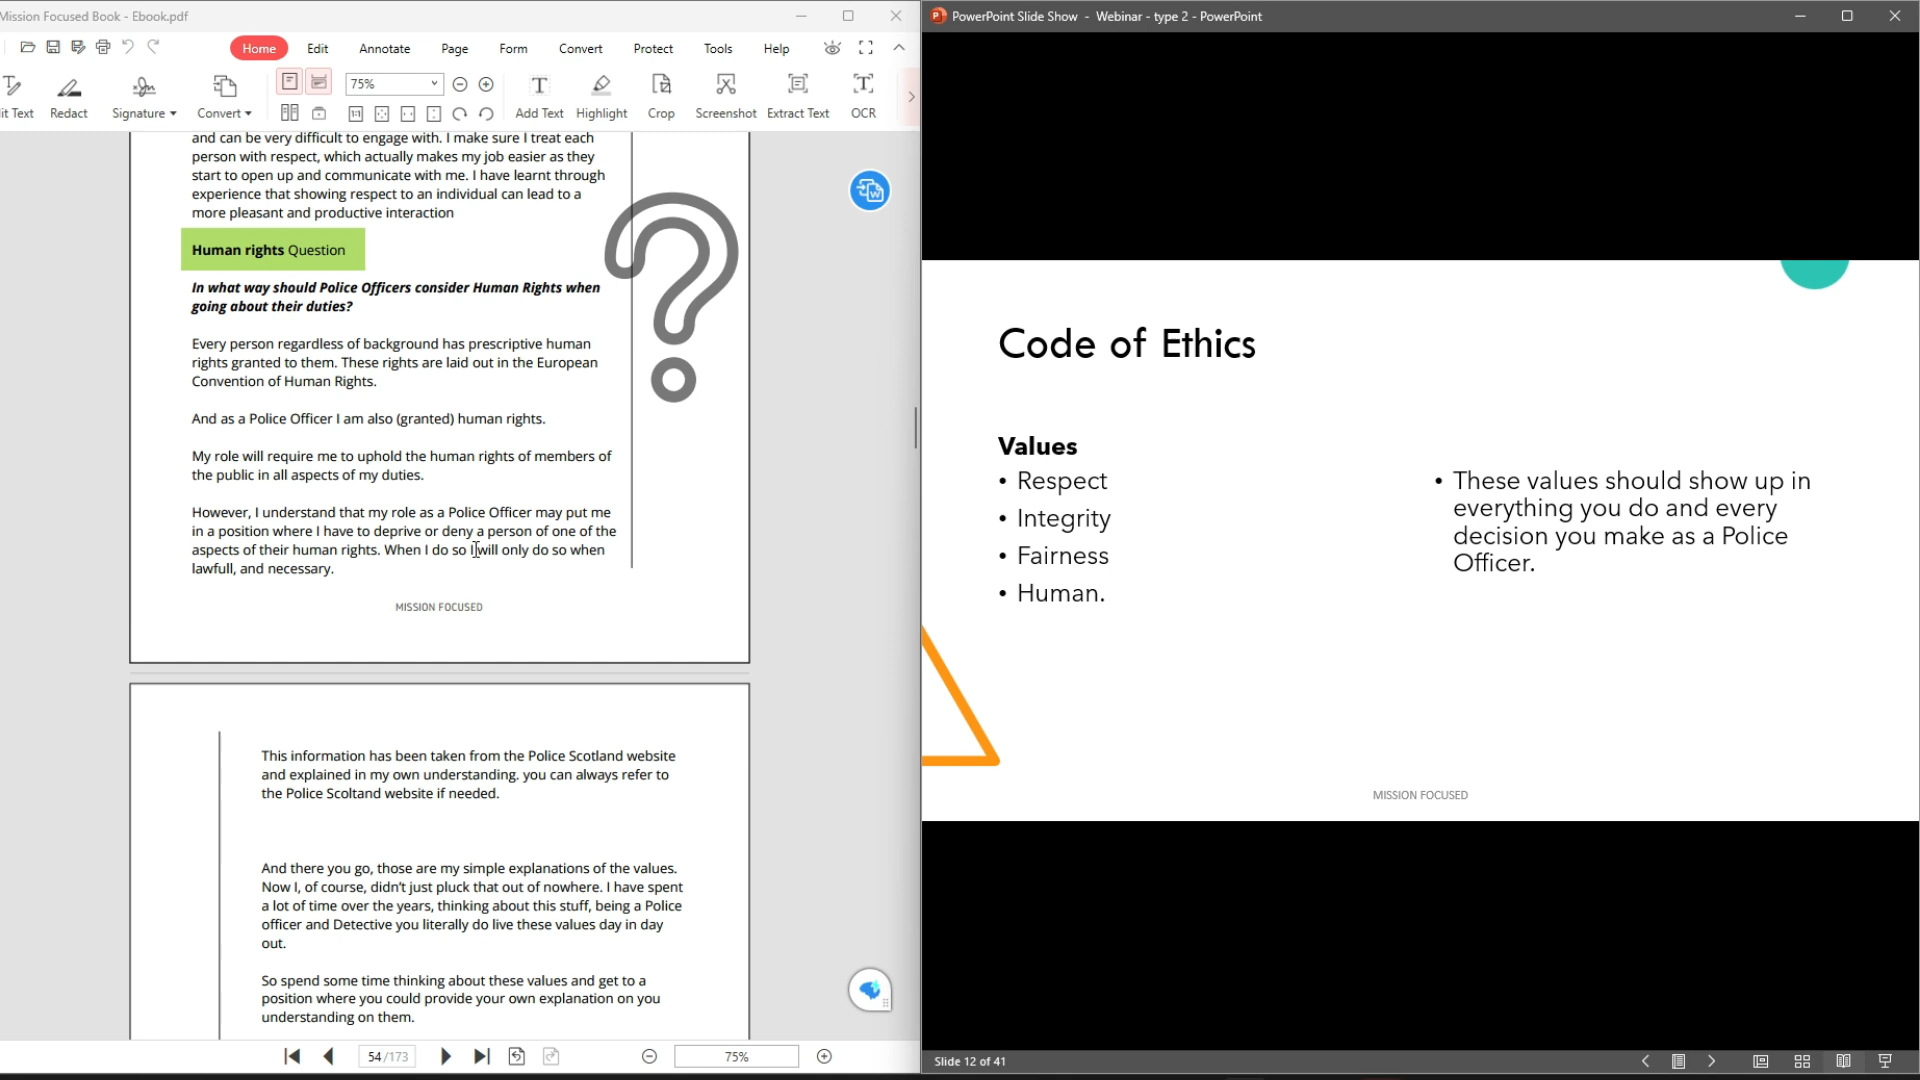 Mission Focused Book - Ebook.pdf
Home Edit Annotate Page Form Convert Protect Tools Help
75%
it Text Redact Signature Convert Add Text Highlight Crop Screenshot Extract Text OCR
and can be very difficult to engage with. I make sure I treat each
person with respect, which actually makes my job easier as they
start to open up and communicate with me. I have learnt through
experience that showing respect to an individual can lead to a
more pleasant and productive interaction
Human rights Question
In what way should Police Officers consider Human Rights when
going about their duties?
Every person regardless of background has prescriptive human
rights granted to them. These rights are laid out in the European
Convention of Human Rights.
And as a Police Officer I am also (granted) human rights.
My role will require me to uphold the human rights of members of
the public in all aspects of my duties.
However, I understand that my role as a Police Officer may put me
in a position where I have to deprive or deny a person of one of the
aspects of their human rights. When I do so I will only do so when
lawfull, and necessary.
MISSION FOCUSED
This information has been taken from the Police Scotland website
and explained in my own understanding. you can always refer to
the Police Scoltand website if needed.
And there you go, those are my simple explanations of the values.
Now I, of course, didn't just pluck that out of nowhere. I have spent
a lot of time over the years, thinking about this stuff, being a Police
officer and Detective you literally do live these values day in day
out.
So spend some time thinking about these values and get to a
position where you could provide your own explanation on you
understanding on them.
54 /173
75%
PowerPoint Slide Show - Webinar - type 2 - PowerPoint
Code of Ethics
Values
• Respect
• Integrity
• Fairness
• Human.
• These values should show up in
everything you do and every
decision you make as a Police
Officer.
MISSION FOCUSED
Slide 12 of 41